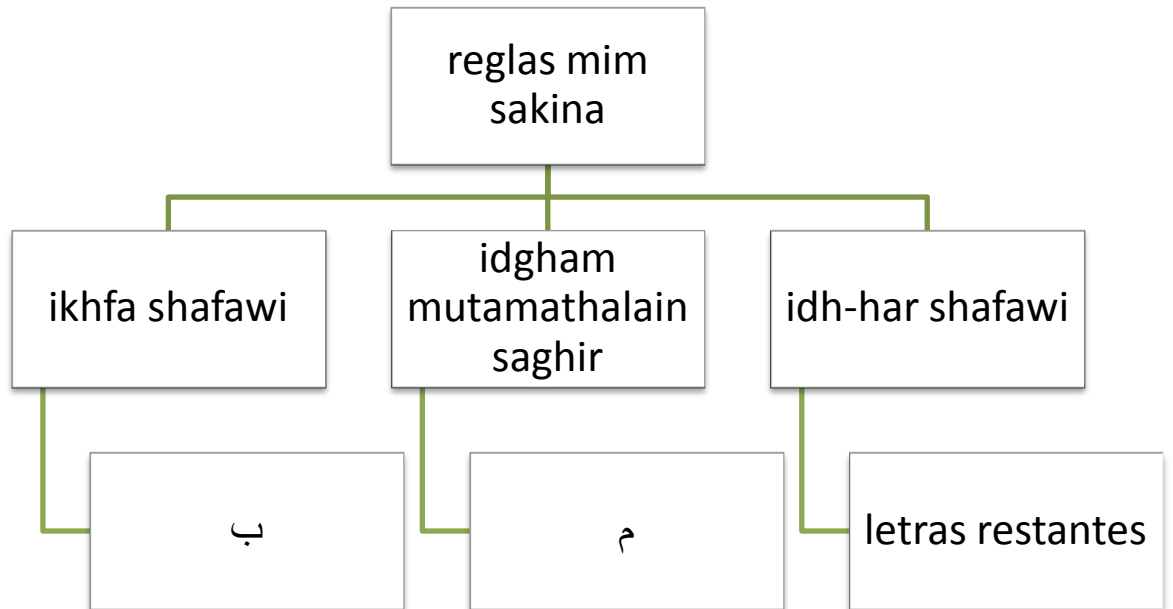 reglas mim
sakina
ikhfa shafawi
idgham
mutamathalain
saghir
idh-har shafawi
ب
م
letras restantes